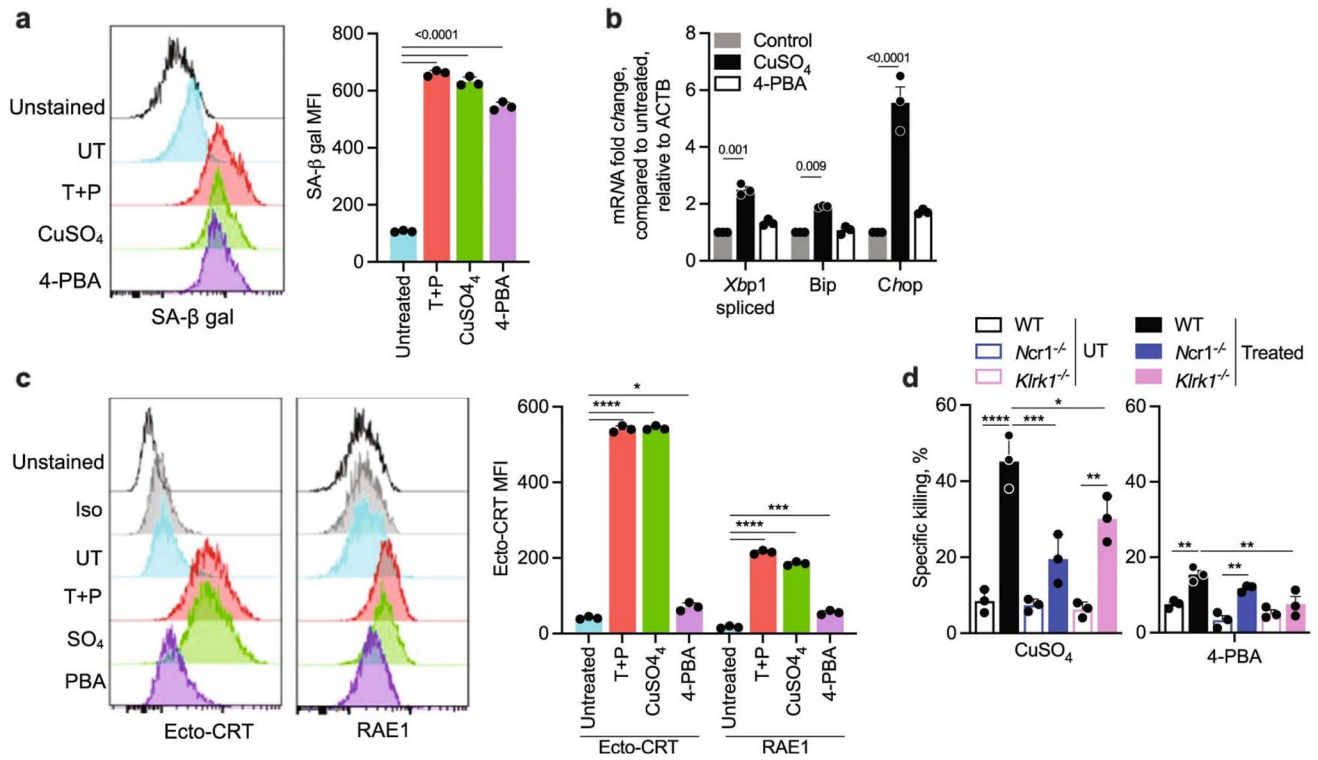 a
Unstained
UT
T+P
CuSO4
4-PBA
SA-β gal
SA-β gal MFI
800
600
400
200
0
<0.0001
Untreated
T+P
CuSO44
4-PBA
b
mRNA fold change,
compared to untreated,
relative to ACTB
8
6
4
2
0
Control
CuSO4
4-PBA
0.001
0.009
<0.0001
Xbp1
spliced
Bip
Chop
c
Unstained
Iso
UT
T+P
SO4
PBA
Ecto-CRT
RAE1
Ecto-CRT MFI
600
400
200
0
*
****
***
****
Untreated
T+P
CuSO44
4-PBA
Untreated
T+P
CuSO44
4-PBA
Ecto-CRT
RAE1
WT
Ncr1-/-
Klrk1-/-
UT
WT
Ncr1-/-
Klrk1-/-
Treated
d
Specific killing, %
60
40
20
0
*
**** ***
**
CuSO4
60
40
20
0
** **
**
4-PBA